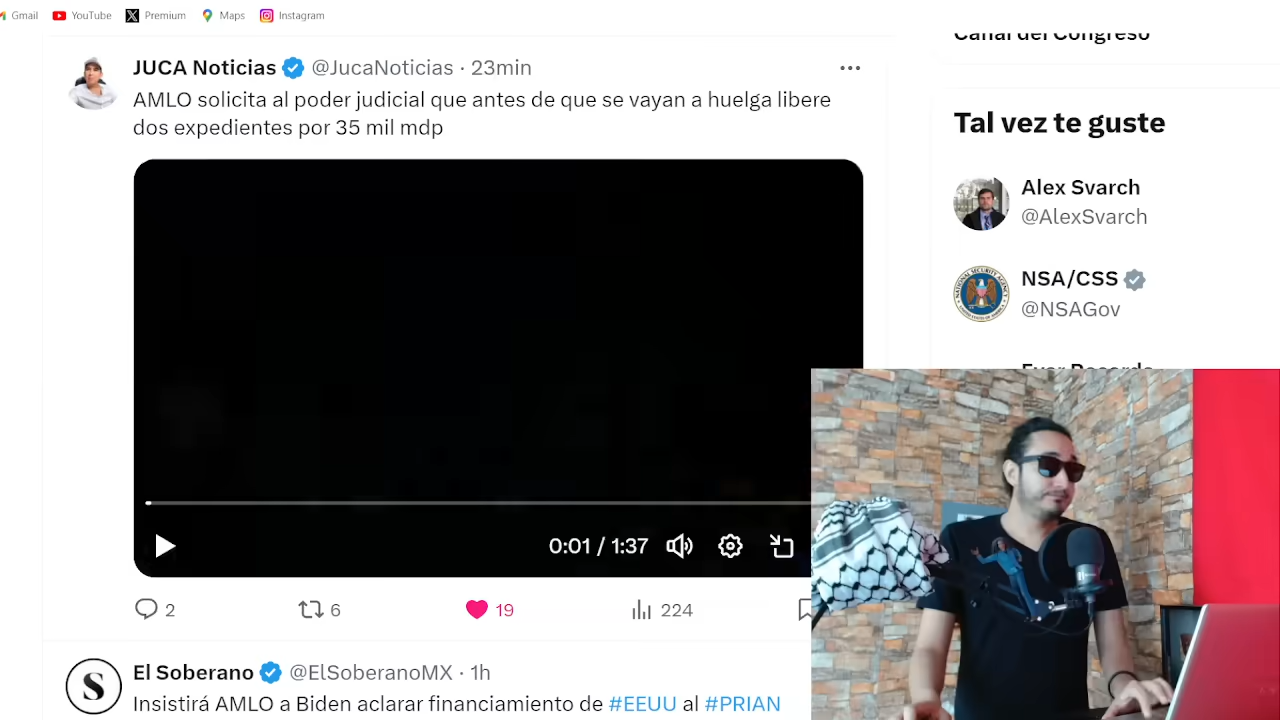 Gmail YouTube Premium Maps Instagram
JUCA Noticias @JucaNoticias · 23min
AMLO solicita al poder judicial que antes de que se vayan a huelga libere
dos expedientes por 35 mil mdp
0:01 / 1:37
2 6 19 224
El Soberano @ElSoberanoMX · 1h
Insistirá AMLO a Biden aclarar financiamiento de #EEUU al #PRIAN
Canal del Congreso
Tal vez te guste
Alex Svarch
@AlexSvarch
NSA/CSS
@NSAGov